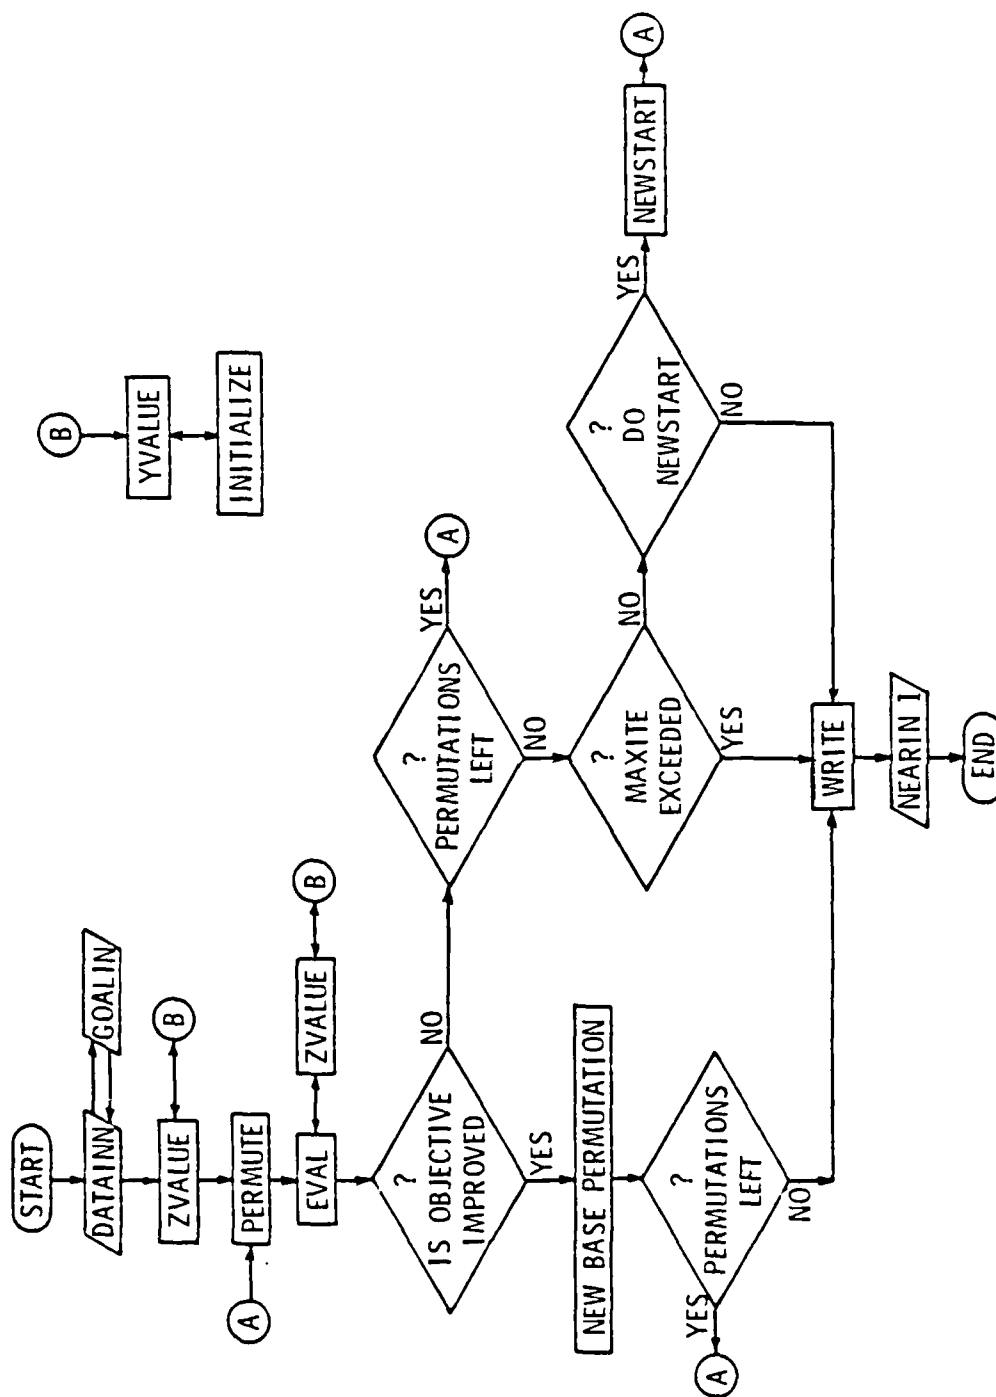 START
DATAINN
GOALIN
ZVALUE
B
A
PERMUTE
EVAL
ZVALUE
B
B
YVALUE
INITIALIZE
?
IS OBJECTIVE
IMPROVED
NO
YES
?
PERMUTATIONS
LEFT
YES
A
NO
NEW BASE PERMUTATION
?
PERMUTATIONS
LEFT
YES
A
NO
?
MAXITE
EXCEEDED
NO
YES
?
DO
NEWSTART
YES
NEWSTART
A
NO
WRITE
NEARIN 1
END